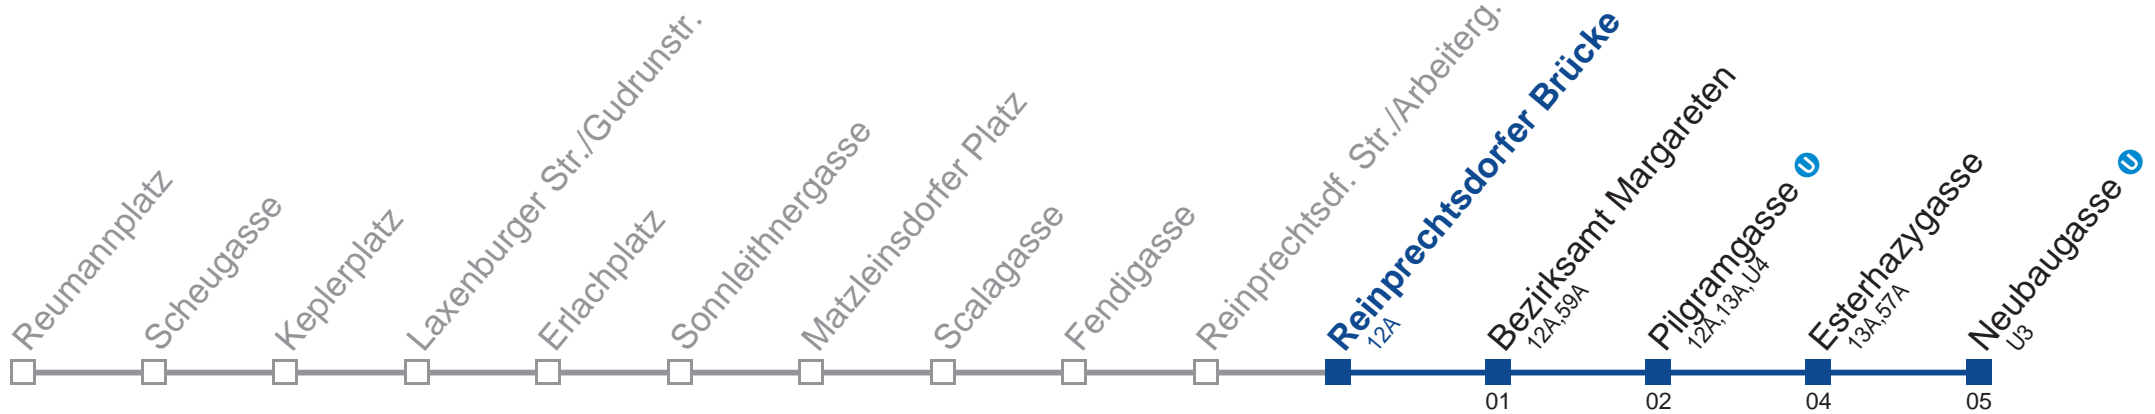 Reumannplatz
Scheugasse
Keplerplatz
Laxenburger Str./Gudrunstr.
Erlachplatz
Sonnleithnergasse
Matzleinsdorfer Platz
Scalagasse
Fendigasse
Reinprechtsdf. Str./Arbeiterg.
Reinprechtsdorfer Brücke
12A
Bezirksamt Margareten
12A,59A
01
Pilgramgasse U
12A,13A,U4
02
Esterhazygasse
13A,57A
04
Neubaugasse U
U3
05